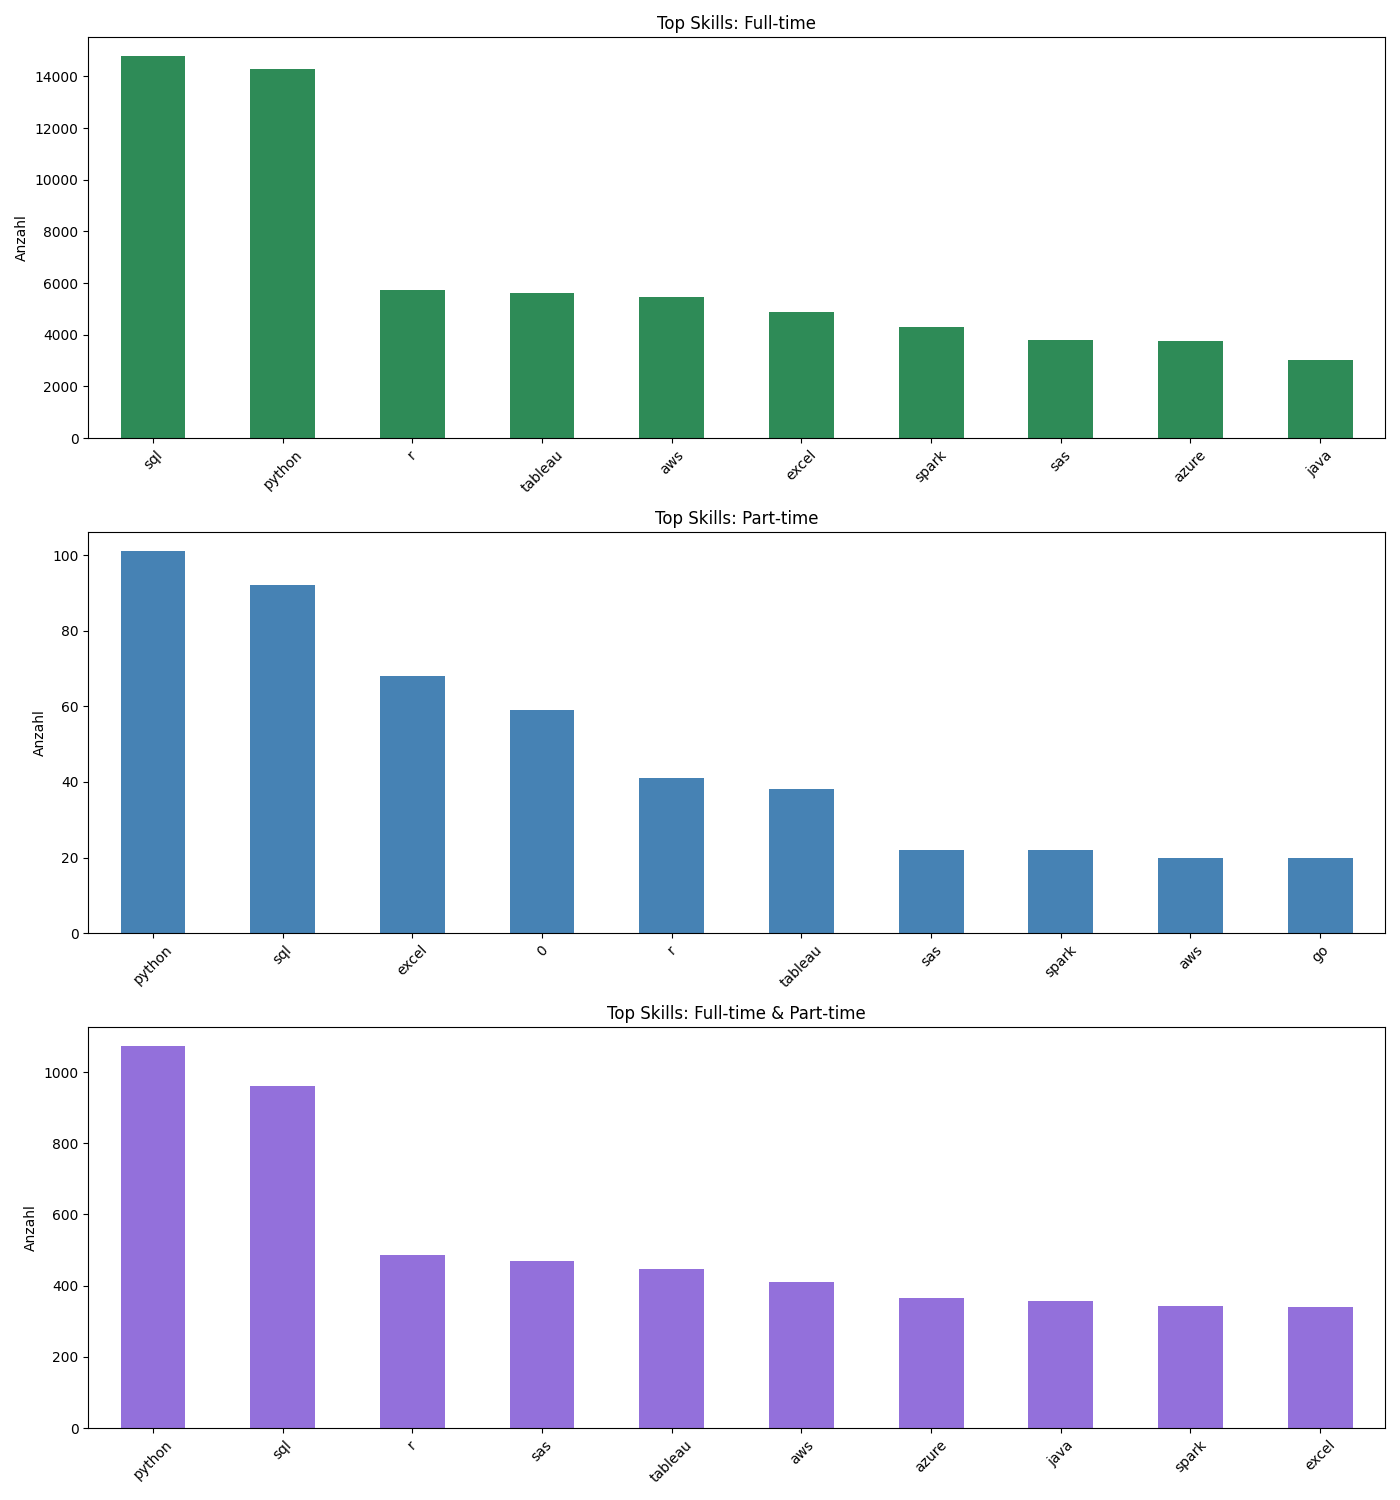 Top Skills: Full-time
14000
12000
10000
8000
6000
4000
2000
0
Anzahl
sql python r tableau aws excel spark sas azure java
Top Skills: Part-time
100
80
60
40
20
0
Anzahl
python sql excel 0 r tableau sas spark aws go
Top Skills: Full-time & Part-time
1000
800
600
400
200
0
Anzahl
python sql r sas tableau aws azure java spark excel